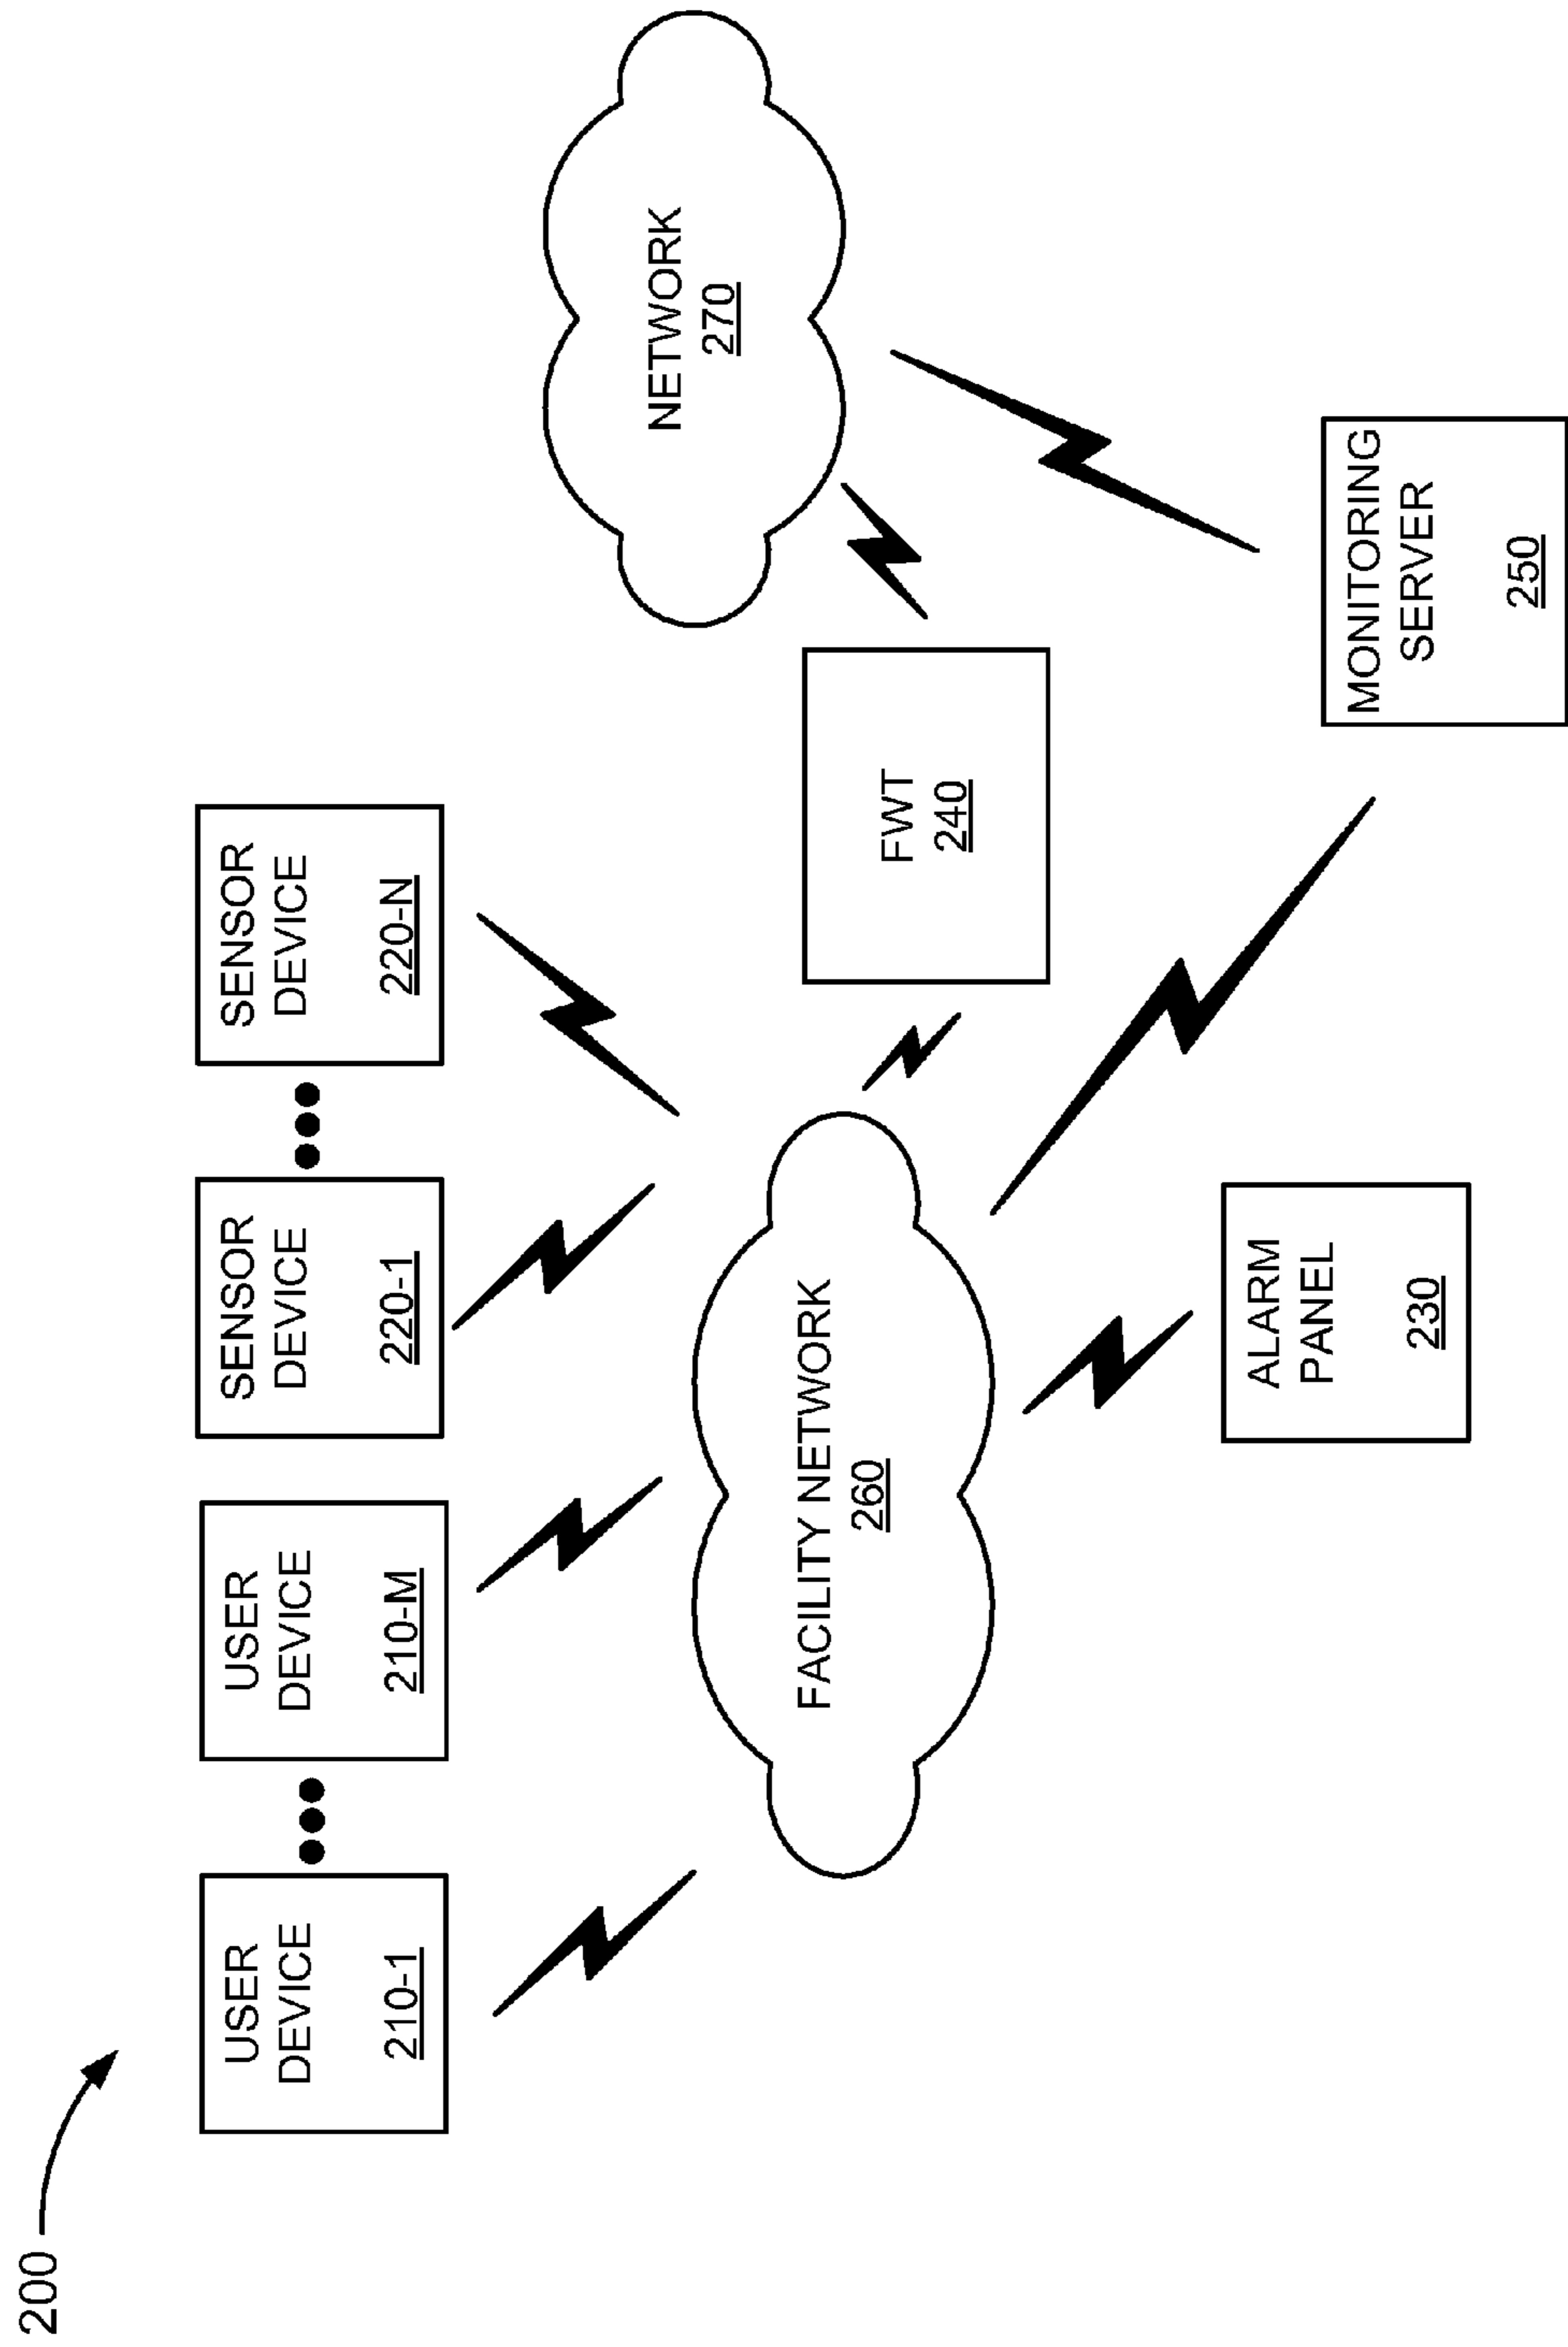 200
USER
DEVICE
210-1
USER
DEVICE
210-M
SENSOR
DEVICE
220-1
SENSOR
DEVICE
220-N
FACILITY NETWORK
260
FWT
240
NETWORK
270
ALARM
PANEL
230
MONITORING
SERVER
250